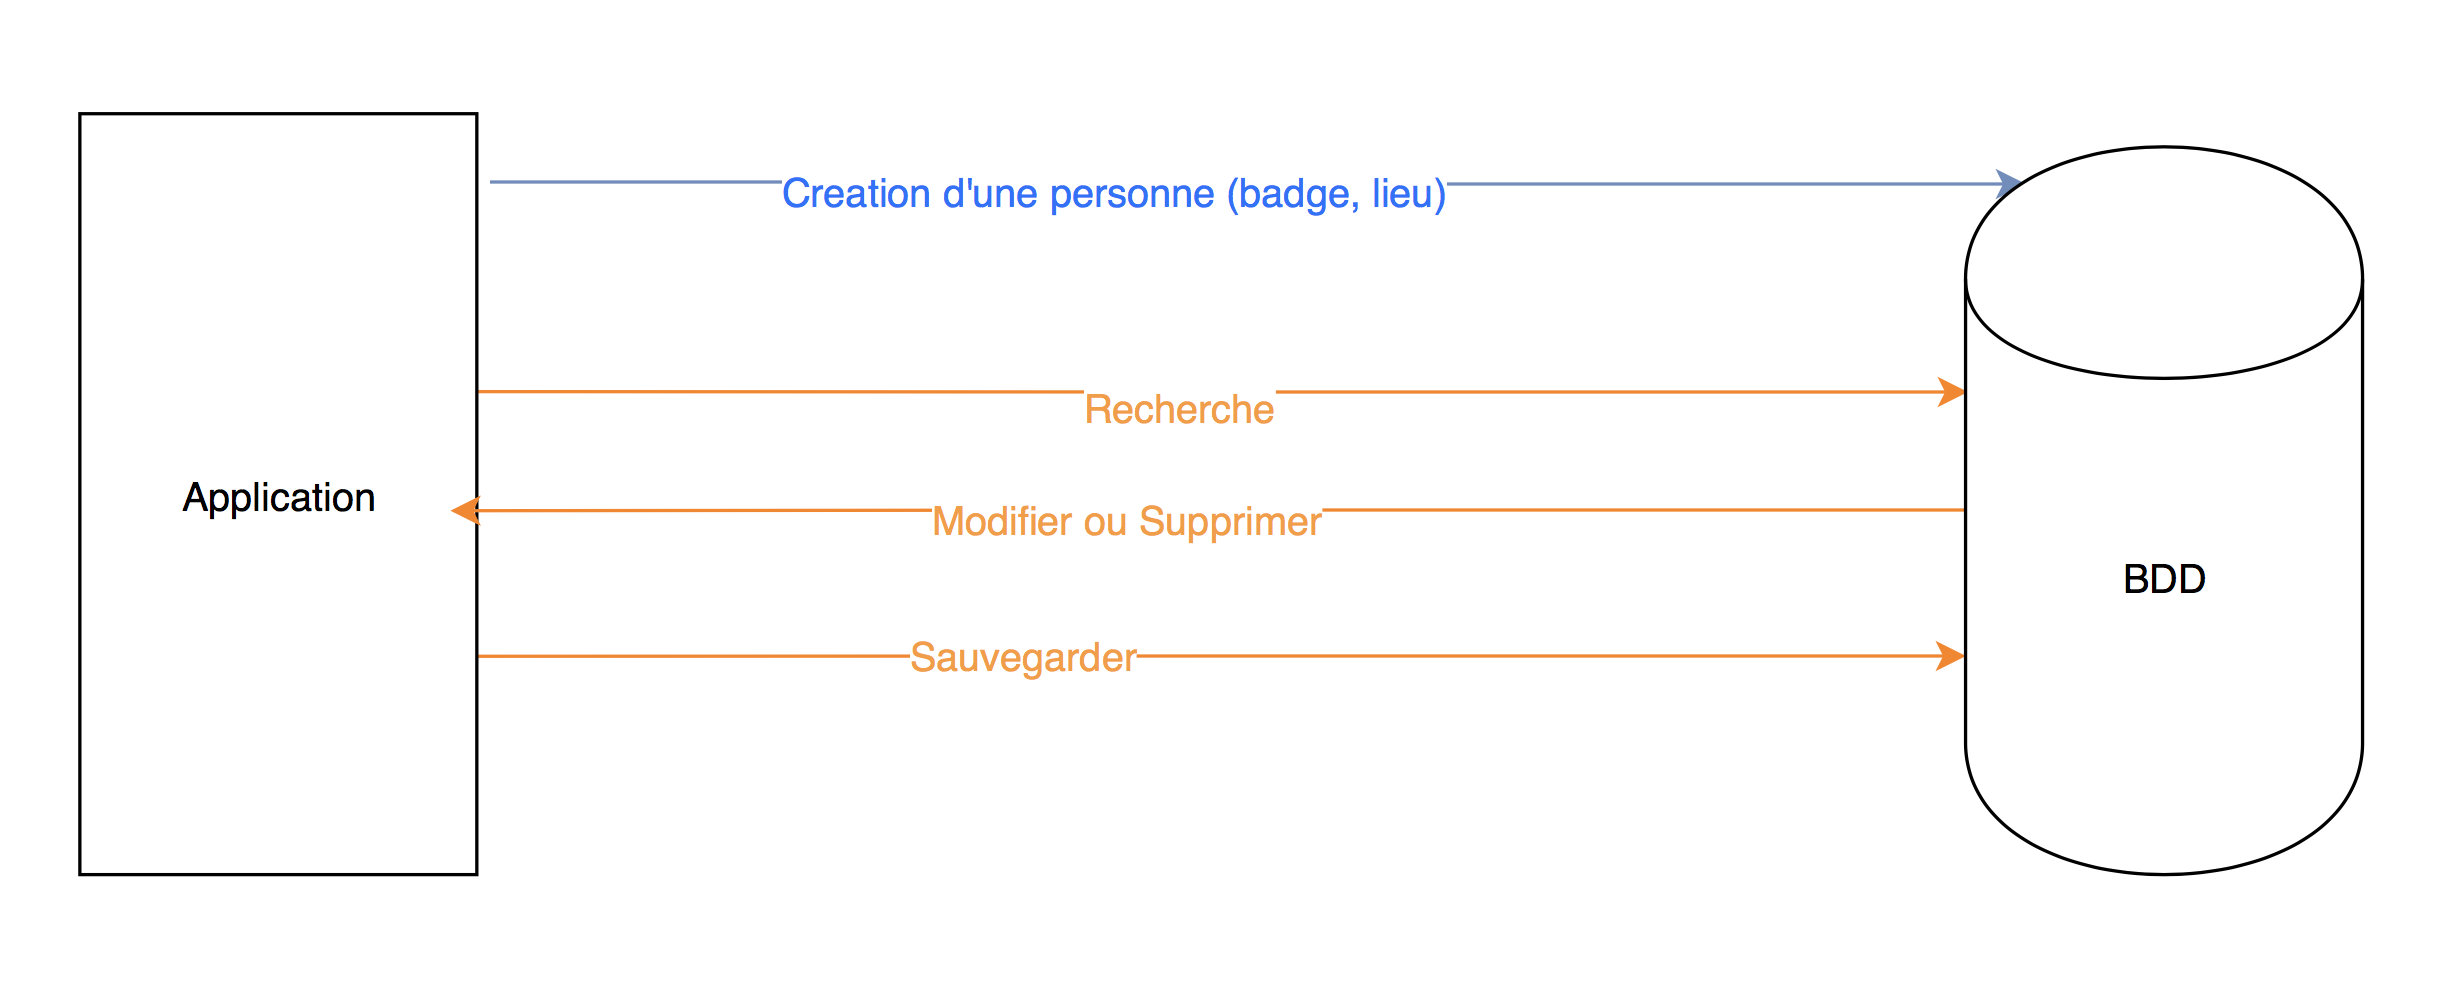 Creation d'une personne (badge, lieu)
Recherche
Application
Modifier ou Supprimer
BDD
Sauvegarder